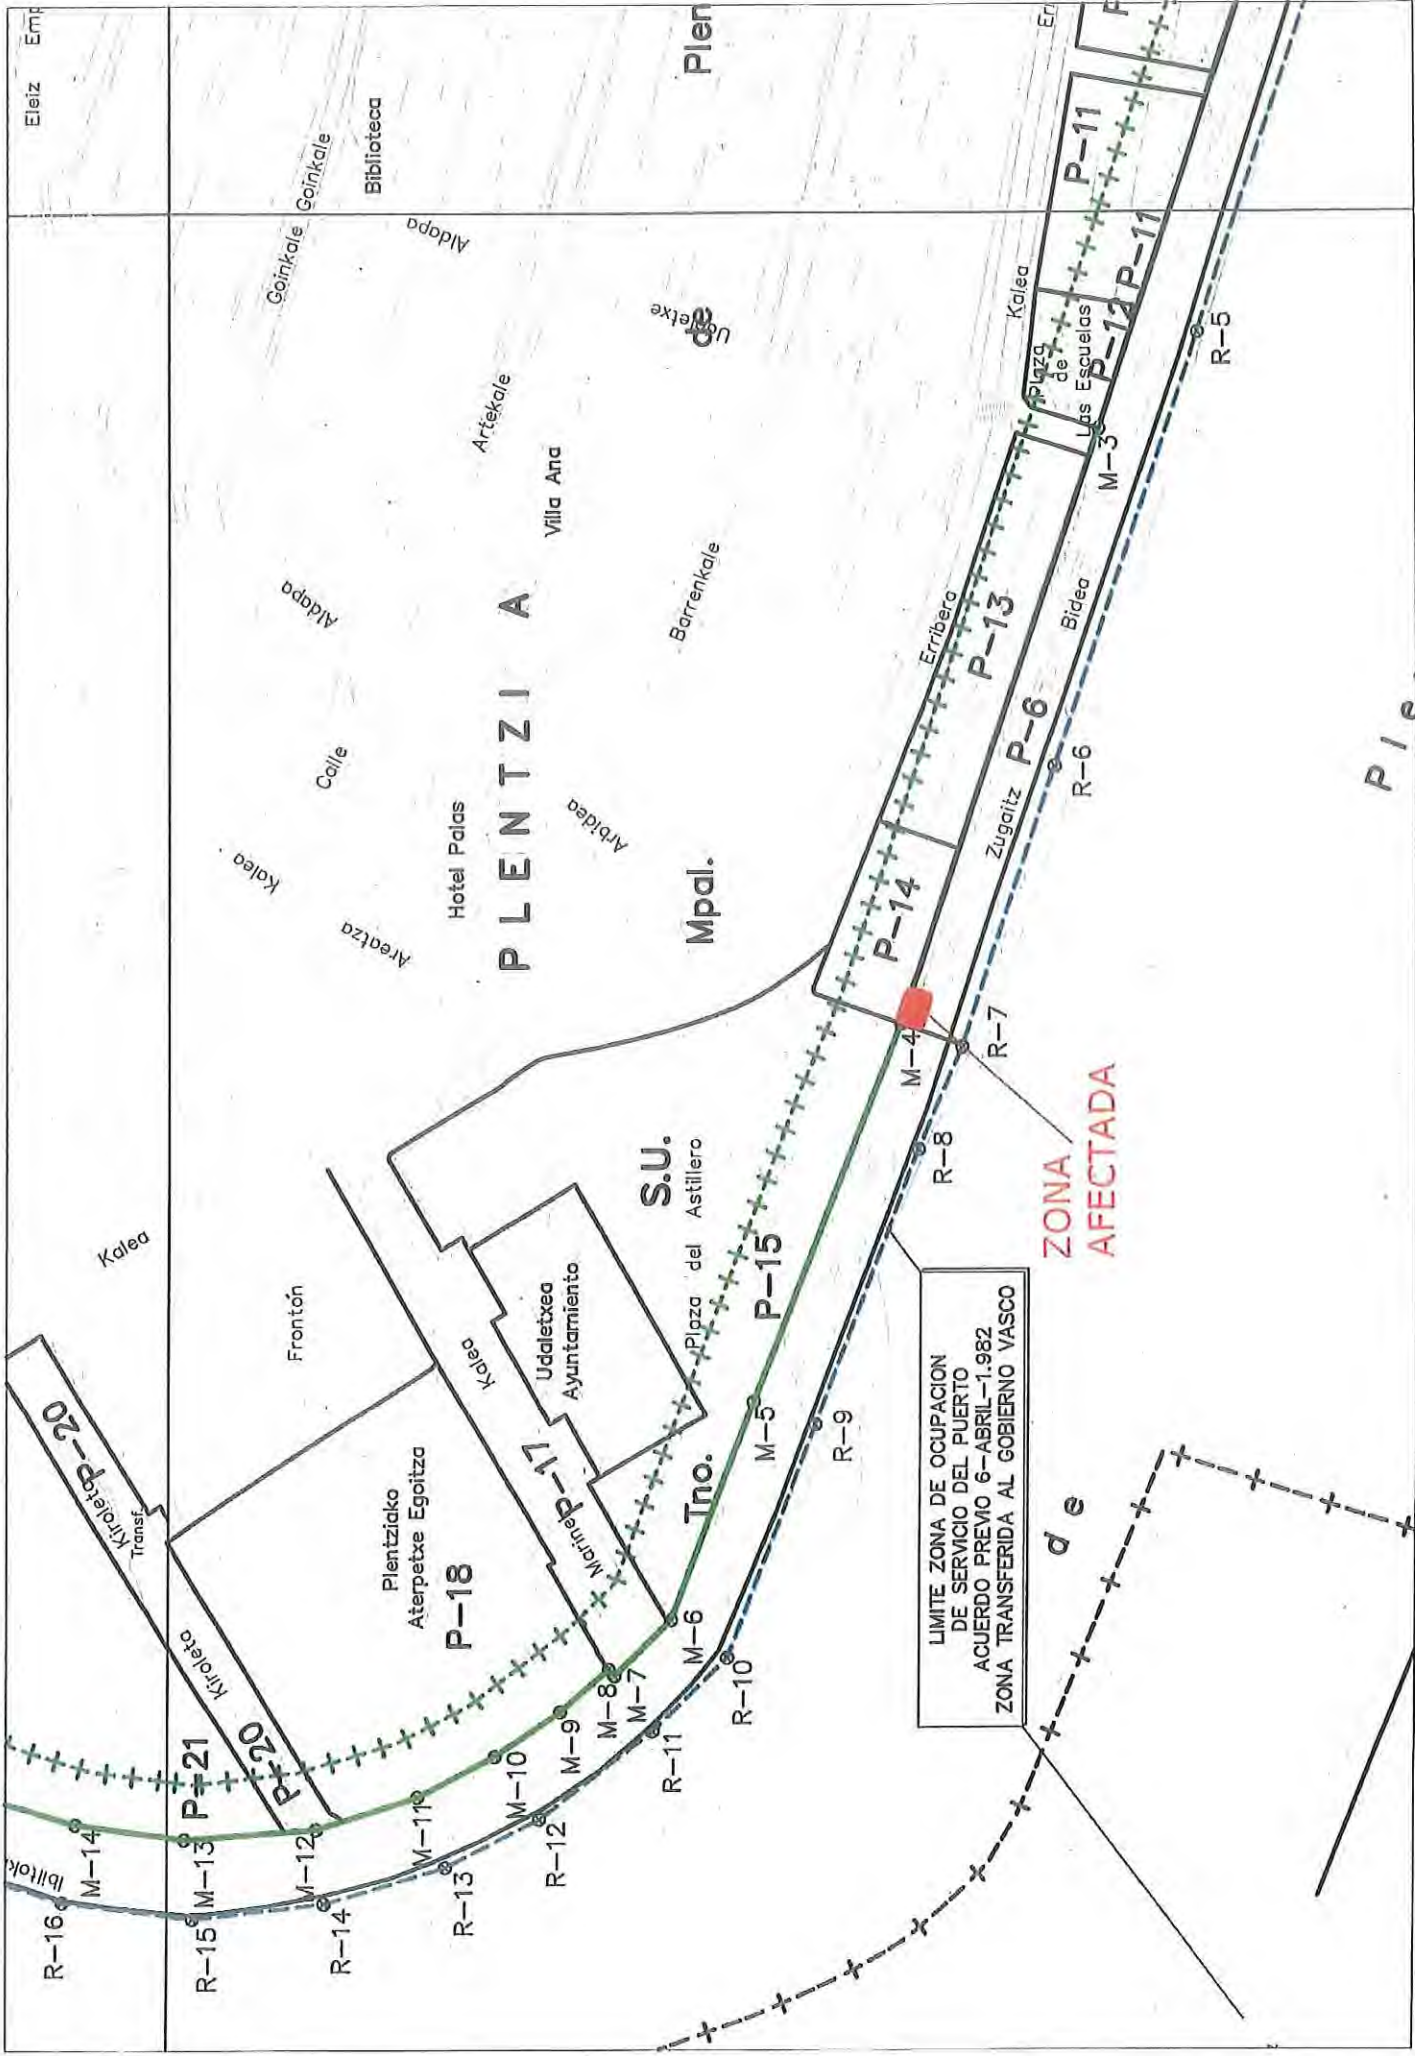 Eleiz
Goinkale
Goinkale
Biblioteca
Aldapa
Plen
de
Kalea
P-11
P-11
P-12
Plaza
de
Las Escuelas
R-5
M-3
Artekale
Villa Ana
Aldapa
Barrenkale
Erribera
P-13
Bidea
P-6
Zugaitz
R-6
Calle
Kalea
Areatza
Hotel Palas
PLENTZIA
Arbidea
Mpal.
P-14
M-4
R-7
R-8
ZONA
AFECTADA
Kalea
Frontón
S.U.
Plaza del Astillero
P-15
Kalea
Udaletxea
Ayuntamiento
P-17
Tno.
M-5
R-9
P-20
Kiroleta
Transf.
Plentziako
Aterpetxe Egoitza
P-18
Kiroleta
P-20
P-21
M-6
M-7
M-8
M-9
M-10
M-11
M-12
M-13
M-14
R-10
R-11
R-12
R-13
R-14
R-15
R-16
LIMITE ZONA DE OCUPACION
DE SERVICIO DEL PUERTO
ACUERDO PREVIO 6-ABRIL-1.982
ZONA TRANSFERIDA AL GOBIERNO VASCO
de
Ple